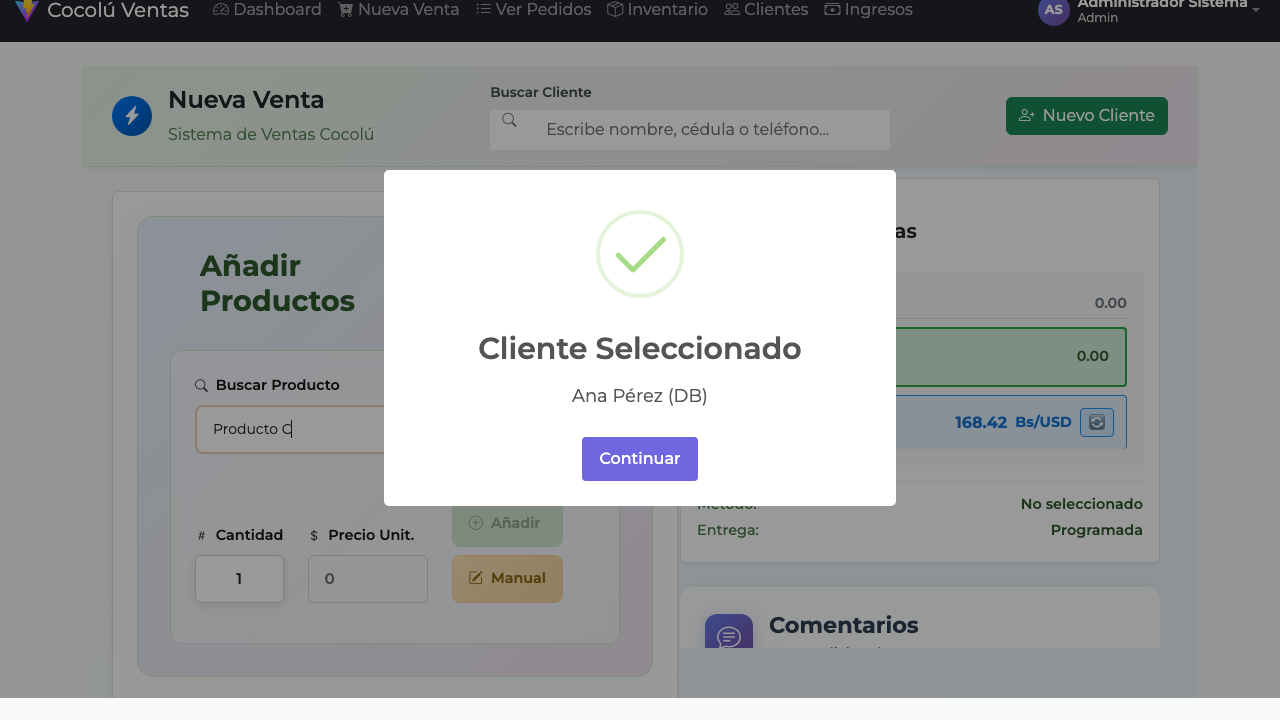 Cocolú Ventas
Dashboard
Nueva Venta
Ver Pedidos
Inventario
Clientes
Ingresos
AS
Administrador Sistema
Admin
Nueva Venta
Sistema de Ventas Cocolú
Buscar Cliente
Escribe nombre, cédula o teléfono...
Nuevo Cliente
Añadir
Productos
Buscar Producto
Producto C
# Cantidad
$ Precio Unit.
1
0
Añadir
Manual
Cliente Seleccionado
Ana Pérez (DB)
Continuar
as
0.00
0.00
168.42 Bs/USD
No seleccionado
Entrega:
Programada
Comentarios